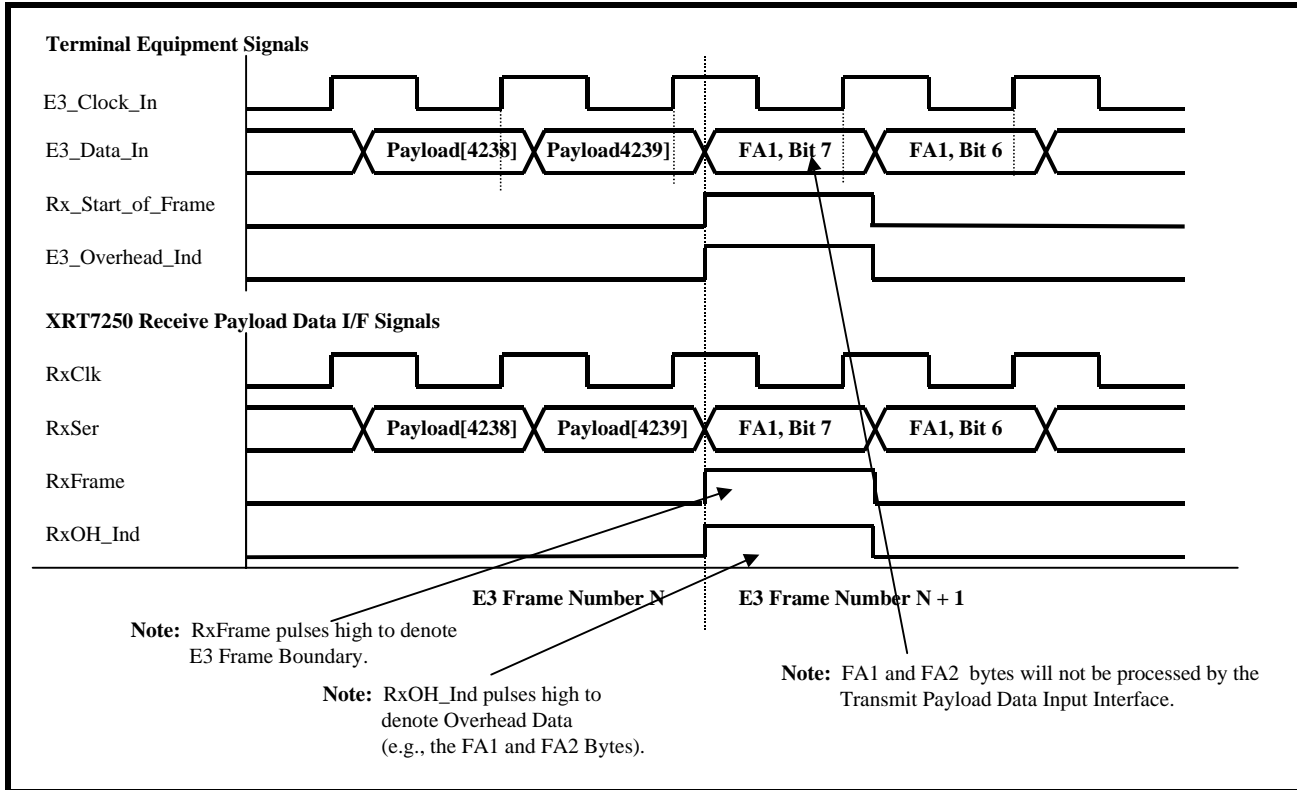 Terminal Equipment Signals
E3_Clock_In
E3_Data_In
Payload[4238]
Payload4239]
FA1, Bit 7
FA1, Bit 6
Rx_Start_of_Frame
E3_Overhead_Ind
XRT7250 Receive Payload Data I/F Signals
RxClk
RxSer
Payload[4238]
Payload[4239]
FA1, Bit 7
FA1, Bit 6
RxFrame
RxOH_Ind
E3 Frame Number N
E3 Frame Number N + 1
Note: RxFrame pulses high to denote
E3 Frame Boundary.
Note: RxOH_Ind pulses high to
denote Overhead Data
(e.g., the FA1 and FA2 Bytes).
Note: FA1 and FA2 bytes will not be processed by the
Transmit Payload Data Input Interface.